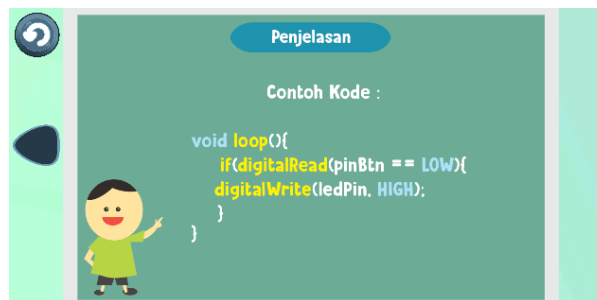 Penjelasan
Contoh Kode :
void loop(){
if(digitalRead(pinBtn == LOW){
digitalWrite(ledPin, HIGH);
}
}